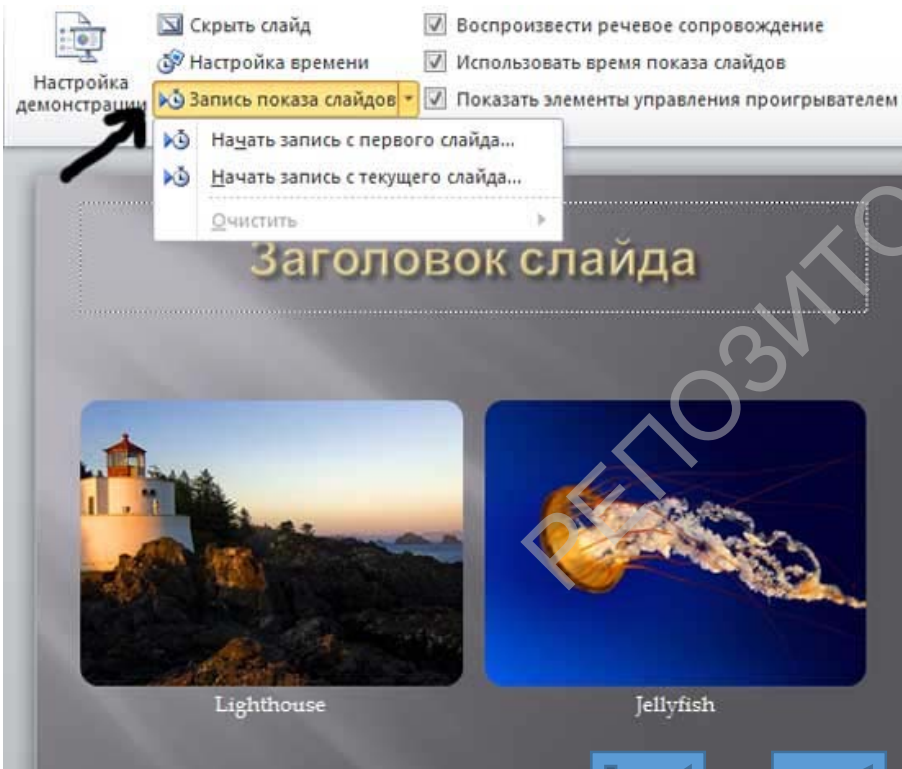 Настройка
демонстрации
Скрыть слайд
Настройка времени
Запись показа слайдов
Воспроизвести речевое сопровождение
Использовать время показа слайдов
Показать элементы управления проигрывателем
Начать запись с первого слайда...
Начать запись с текущего слайда...
Очистить
Заголовок слайда
Lighthouse
Jellyfish
РЕПОЗИТО